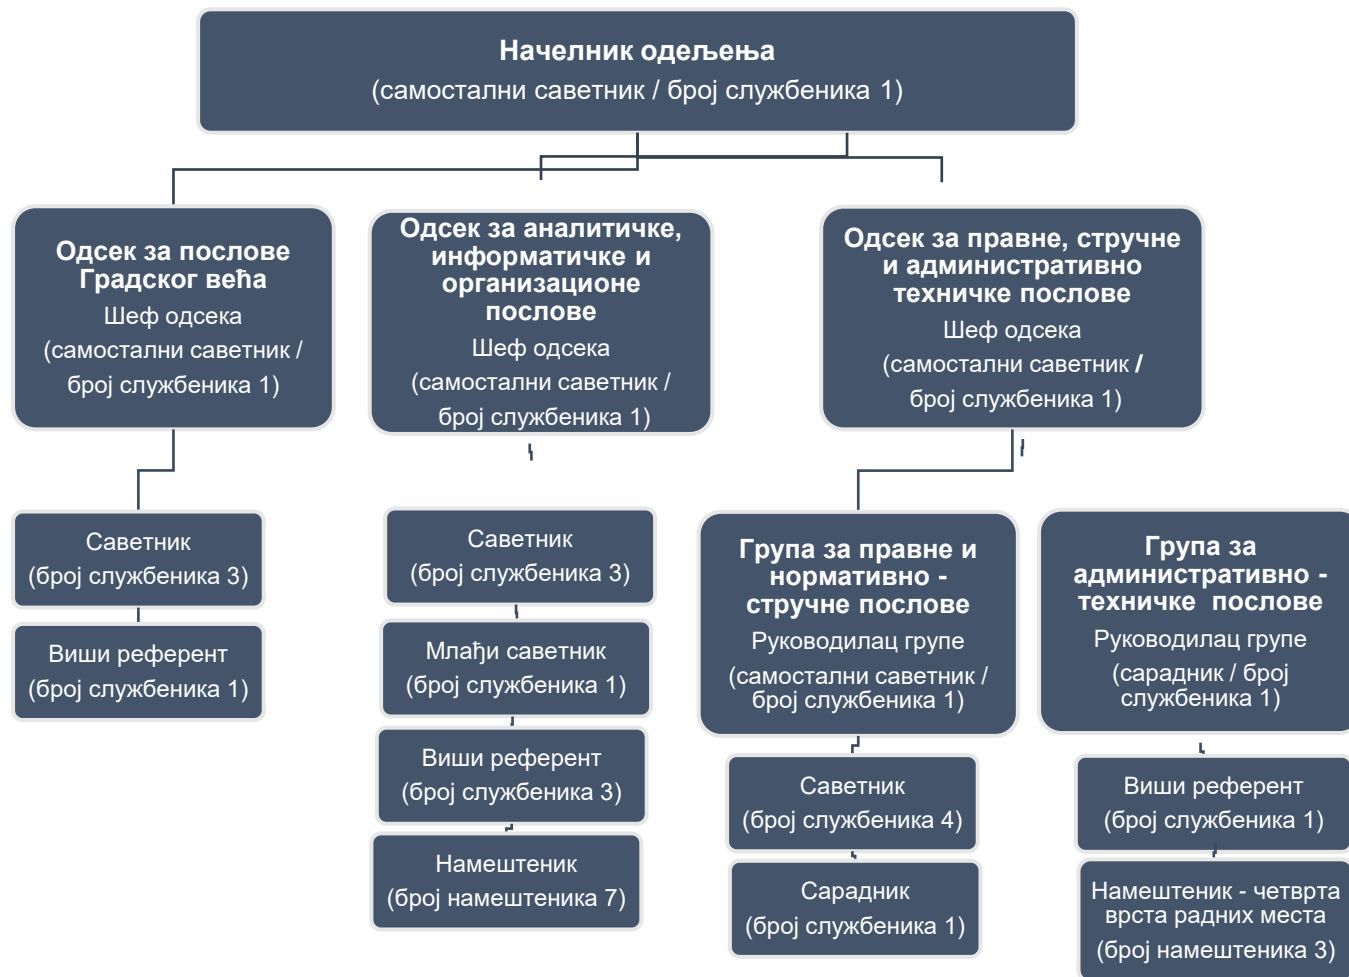 Начелник одељења
(самостални саветник / број службеника 1)
Одсек за послове
Градског већа
Шеф одсека
(самостални саветник /
број службеника 1)
Одсек за аналитичке,
информатичке и
организационе
послове
Шеф одсека
(самостални саветник /
број службеника 1)
Одсек за правне, стручне
и административно
техничке послове
Шеф одсека
(самостални саветник /
број службеника 1)
Саветник
(број службеника 3)
Виши референт
(број службеника 1)
Саветник
(број службеника 3)
Млађи саветник
(број службеника 1)
Виши референт
(број службеника 3)
Намештеник
(број намештеника 7)
Група за правне и
нормативно -
стручне послове
Руководилац групе
(самостални саветник /
број службеника 1)
Саветник
(број службеника 4)
Сарадник
(број службеника 1)
Група за
административно -
техничке послове
Руководилац групе
(сарадник / број
службеника 1)
Виши референт
(број службеника 1)
Намештеник - четврта
врста радних места
(број намештеника 3)